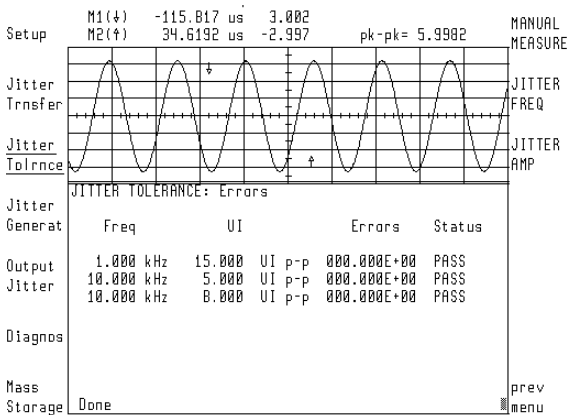 M1(↓) -115.817 us 3.002
Setup M2(↑) 34.6192 us -2.997 pk-pk= 5.9982
MANUAL
MEASURE
Jitter
Trnsfer
JITTER
FREQ
Jitter
Tolrnce
JITTER
AMP
JITTER TOLERANCE: Errors
Jitter
Generat
Freq UI Errors Status
Output
Jitter
1.000 kHz 15.000 UI p-p 000.000E+00 PASS
10.000 kHz 5.000 UI p-p 000.000E+00 PASS
10.000 kHz 8.000 UI p-p 000.000E+00 PASS
Diagnos
Mass
Storage
Done
prev
menu